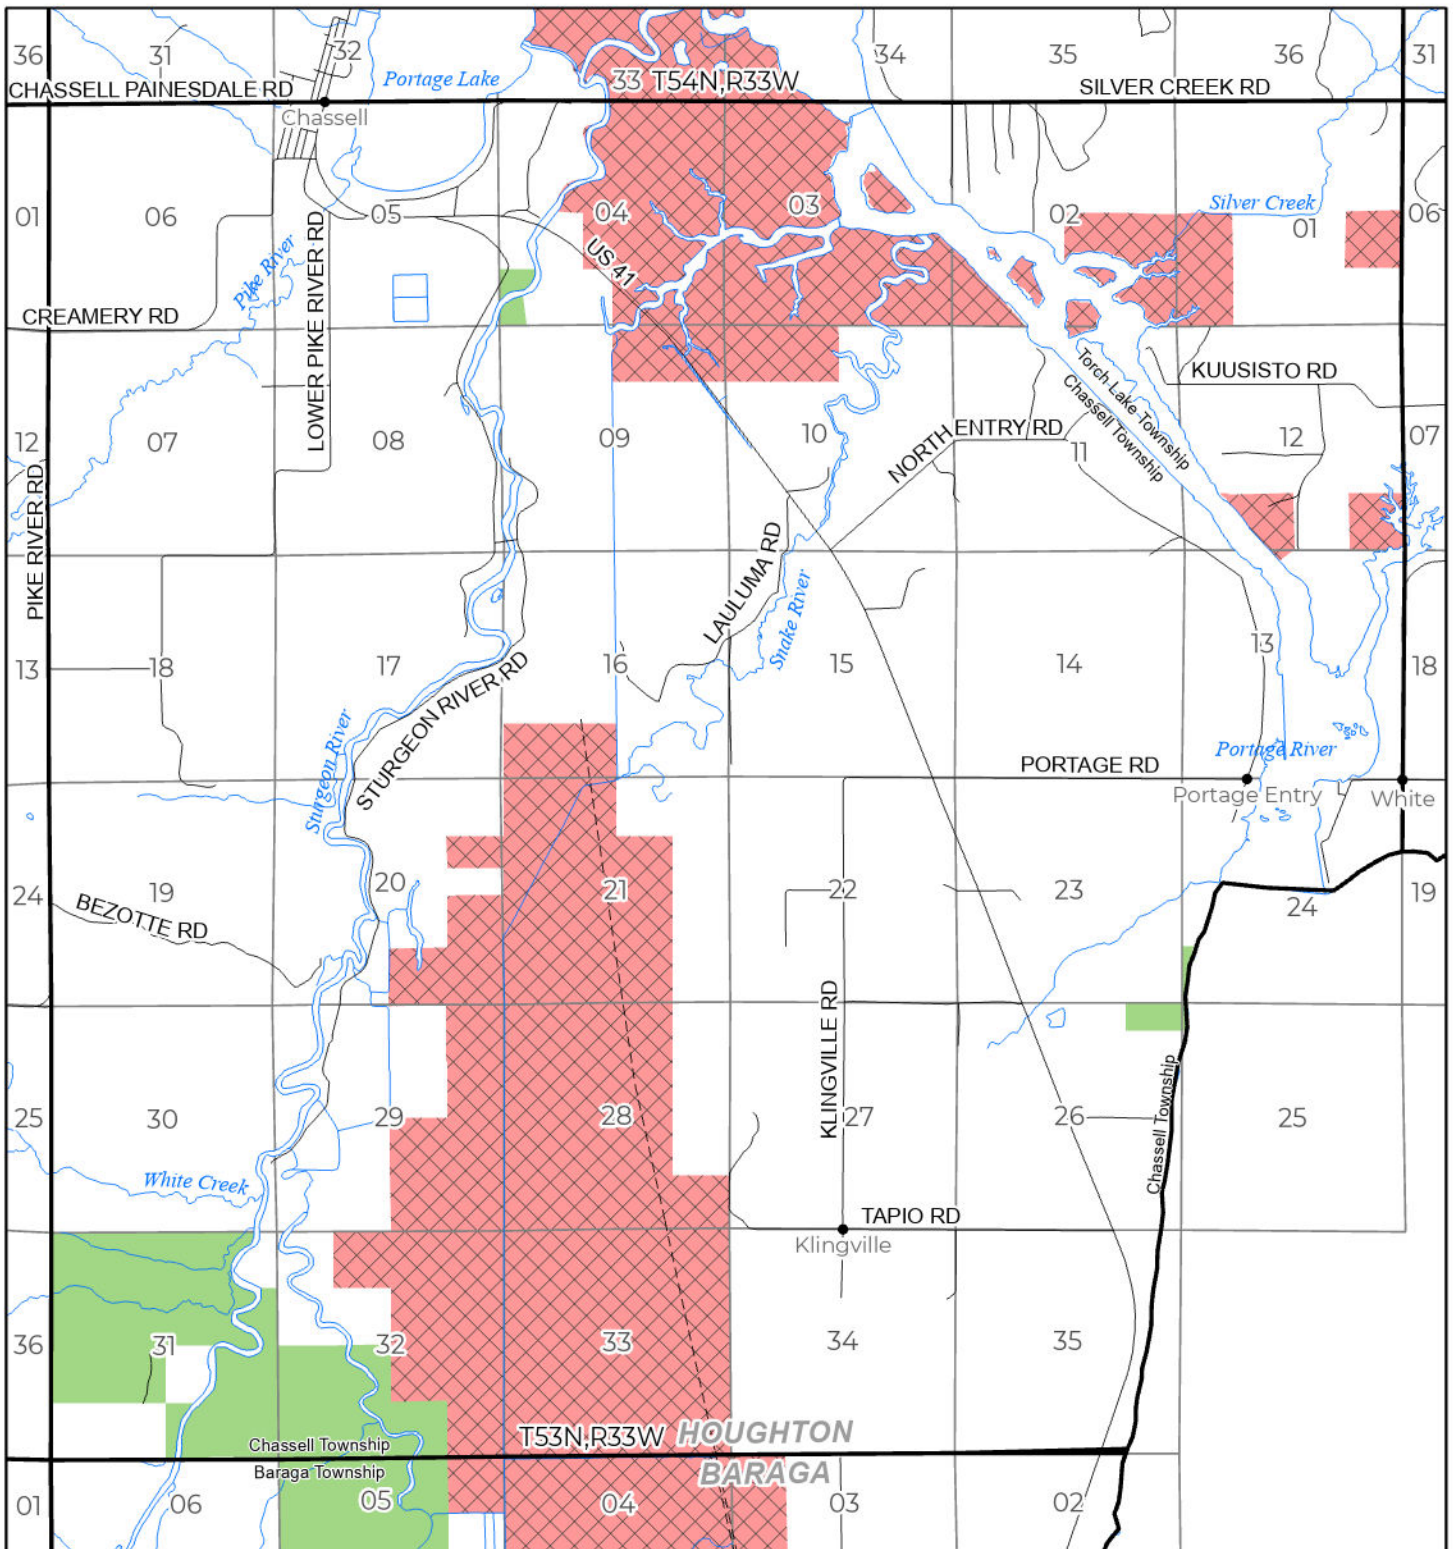 36
31
32
33 T54N,R33W
34
35
36
31
Portage Lake
CHASSELL PAINESDALE RD
SILVER CREEK RD
Chassell
Silver Creek
01
06
05
04
03
02
01
06
US 41
Pike River
LOWER PIKE RIVER RD
CREAMERY RD
Torch Lake Township
Chassell Township
KUUSISTO RD
12
07
08
09
10
NORTH ENTRY RD
11
12
07
PIKE RIVER RD
LAULUMA RD
Snake River
13
18
17
16
15
14
13
18
STURGEON RIVER RD
Sturgeon River
Portage River
PORTAGE RD
Portage Entry
White
24
19
20
21
22
23
24
19
BEZOTTE RD
KLINGVILLE RD
25
30
29
28
27
26
25
Chassell Township
White Creek
TAPIO RD
Klingville
36
31
32
33
34
35
T53N,R33W
HOUGHTON
Chassell Township
Baraga Township
BARAGA
01
06
05
04
03
02